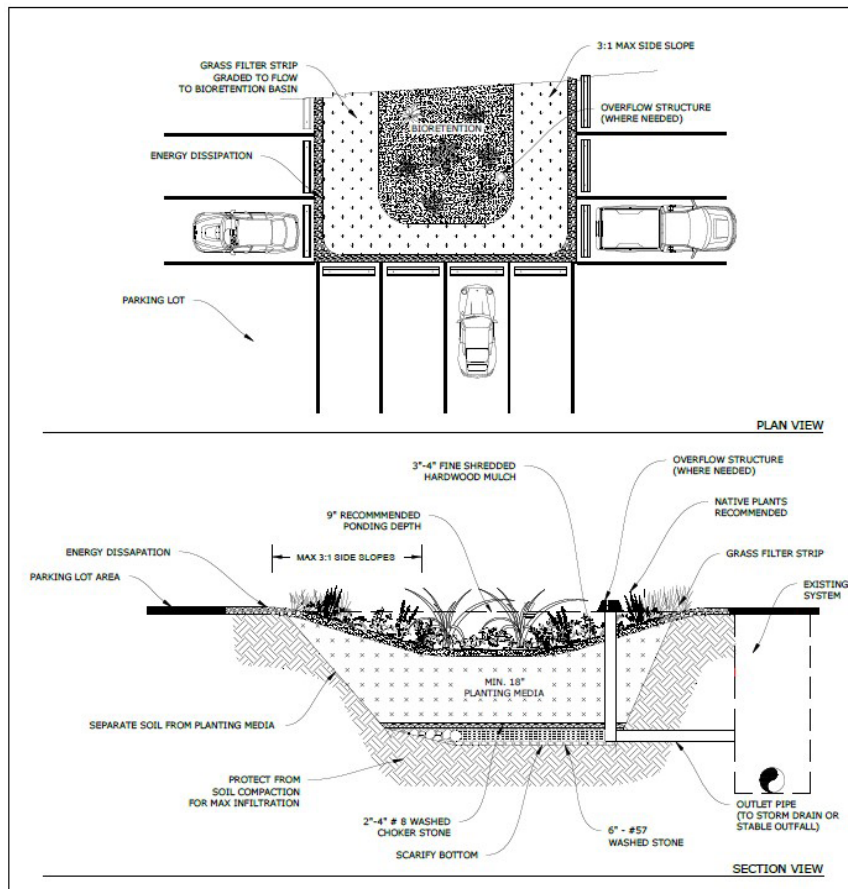 GRASS FILTER STRIP
GRADED TO FLOW
TO BIORETENTION BASIN
3:1 MAX SIDE SLOPE
OVERFLOW STRUCTURE
(WHERE NEEDED)
BIORETENTION
ENERGY DISSIPATION
PARKING LOT
PLAN VIEW
3"-4" FINE SHREDDED
HARDWOOD MULCH
OVERFLOW STRUCTURE
(WHERE NEEDED)
NATIVE PLANTS
RECOMMENDED
9" RECOMMMENDED
PONDING DEPTH
ENERGY DISSAPATION
MAX 3:1 SIDE SLOPES
GRASS FILTER STRIP
PARKING LOT AREA
EXISTING
SYSTEM
MIN. 18"
PLANTING MEDIA
SEPARATE SOIL FROM PLANTING MEDIA
PROTECT FROM
SOIL COMPACTION
FOR MAX INFILTRATION
OUTLET PIPE
(TO STORM DRAIN OR
STABLE OUTFALL)
2"-4" # 8 WASHED
CHOKER STONE
6" - #57
WASHED STONE
SCARIFY BOTTOM
SECTION VIEW